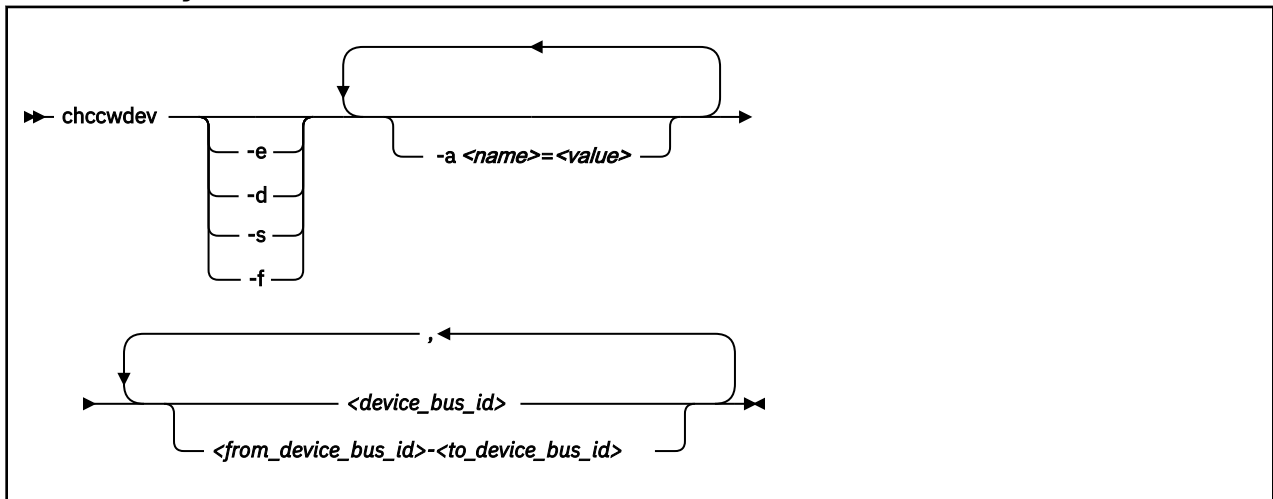 chccwdev
-e
-d
-s
-f
-a <name>=<value>
,
<device_bus_id>
<from_device_bus_id>-<to_device_bus_id>